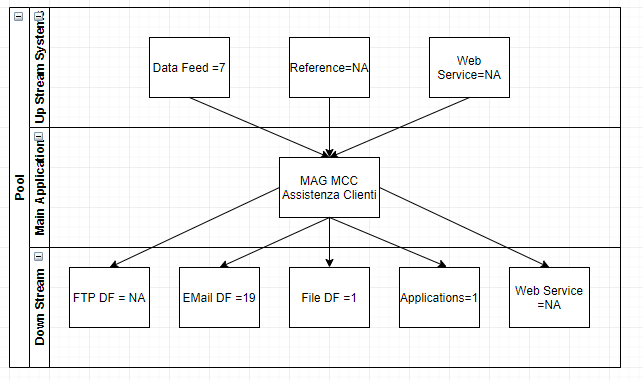 Pool
Up Stream Systems
Data Feed =7
Reference=NA
Web
Service=NA
Main Application
MAG MCC
Assistenza Clienti
Down Stream
FTP DF = NA
EMail DF =19
File DF =1
Applications=1
Web Service
=NA